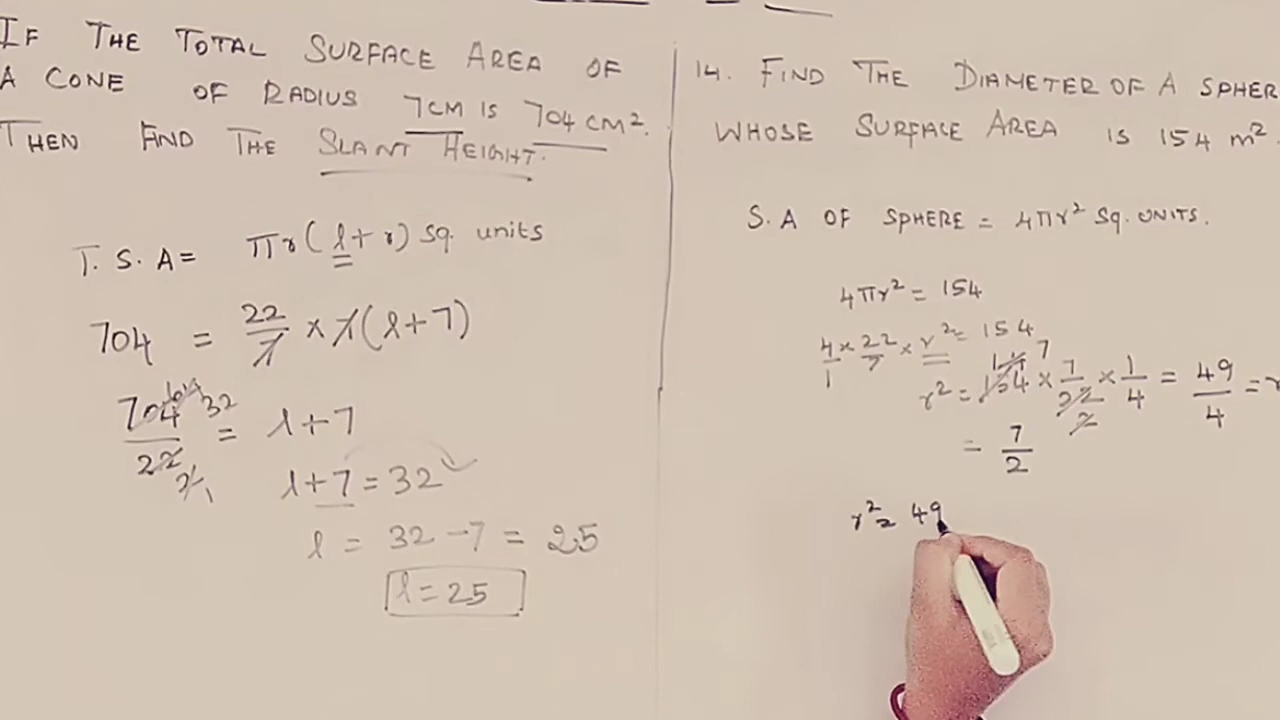 IF THE TOTAL SURFACE AREA OF
A CONE OF RADIUS 7CM IS 704 CM².
THEN FIND THE SLANT HEIGHT.
T. S. A = πr(l+r) sq. units
704 = 22/7 × 7(l+7)
704/22 = l+7
32
l+7 = 32
l = 32 - 7 = 25
l = 25
14. FIND THE DIAMETER OF A SPHER
WHOSE SURFACE AREA IS 154 m².
S. A OF SPHERE = 4πr² SQ. UNITS.
4πr² = 154
4/1 × 22/7 × r² = 154
r² = 154 × 7/22 × 1/4 = 49/4 =
= 7/2
r² = 49